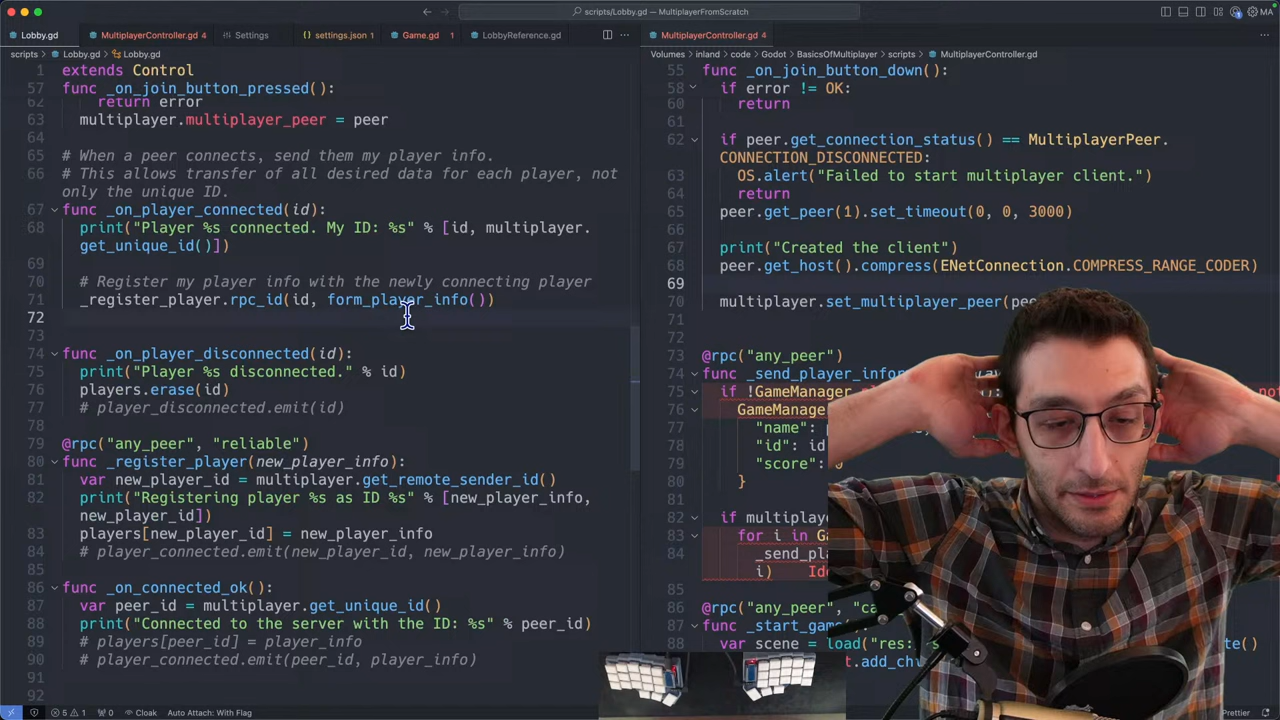 scripts/Lobby.gd — MultiplayerFromScratch
MA
Lobby.gd
MultiplayerController.gd 4
Settings
settings.json 1
Game.gd 1
LobbyReference.gd
MultiplayerController.gd 4
scripts > Lobby.gd > Lobby.gd
Volumes > inland > code > Godot > BasicsOfMultiplayer > scripts > MultiplayerController.gd
1 extends Control
57 func _on_join_button_pressed():
62 return error
63 multiplayer.multiplayer_peer = peer
64
65 # When a peer connects, send them my player info.
66 # This allows transfer of all desired data for each player, not
only the unique ID.
67 func _on_player_connected(id):
68 print("Player %s connected. My ID: %s" % [id, multiplayer.
get_unique_id()])
69
70 # Register my player info with the newly connecting player
71 _register_player.rpc_id(id, form_player_info())
72
73
74 func _on_player_disconnected(id):
75 print("Player %s disconnected." % id)
76 players.erase(id)
77 # player_disconnected.emit(id)
78
79 @rpc("any_peer", "reliable")
80 func _register_player(new_player_info):
81 var new_player_id = multiplayer.get_remote_sender_id()
82 print("Registering player %s as ID %s" % [new_player_info,
new_player_id])
83 players[new_player_id] = new_player_info
84 # player_connected.emit(new_player_id, new_player_info)
85
86 func _on_connected_ok():
87 var peer_id = multiplayer.get_unique_id()
88 print("Connected to the server with the ID: %s" % peer_id)
89 # players[peer_id] = player_info
90 # player_connected.emit(peer_id, player_info)
91
92
55 func _on_join_button_down():
58 if error != OK:
60 return
61
62 if peer.get_connection_status() == MultiplayerPeer.
CONNECTION_DISCONNECTED:
63 OS.alert("Failed to start multiplayer client.")
64 return
65 peer.get_peer(1).set_timeout(0, 0, 3000)
66
67 print("Created the client")
68 peer.get_host().compress(ENetConnection.COMPRESS_RANGE_CODER)
69
70 multiplayer.set_multiplayer_peer(pee
71
72
73 @rpc("any_peer")
74 func _send_player_infor
75 if !GameManager
76 GameManager
77 "name":
78 "id": id
79 "score": 0
80 }
81
82 if multiplaye
83 for i in Ga
84 _send_pla
i)
85
86 @rpc("any_peer", "ca
87 func _start_game
88 var scene = load("res:
5 1
0
Cloak
Auto Attach: With Flag
Prettier